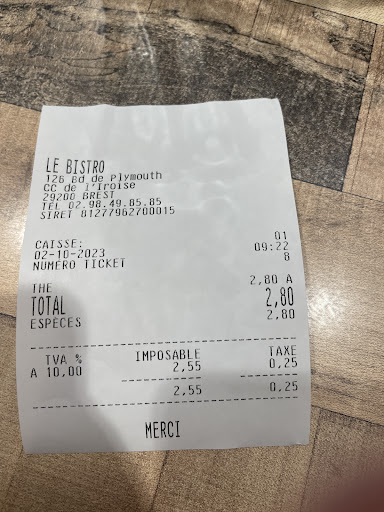 LE BISTRO
126 Bd de Plymouth
CC de l'Iroise
29200 BREST
TEL 02.98.49.85.85
SIRET 81277962700015
CAISSE: 01
02-10-2023 09:22
NUMERO TICKET 8
THE 2,80 A
TOTAL 2,80
ESPÈCES 2,80
TVA % IMPOSABLE TAXE
A 10,00 2,55 0,25
2,55 0,25
MERCI